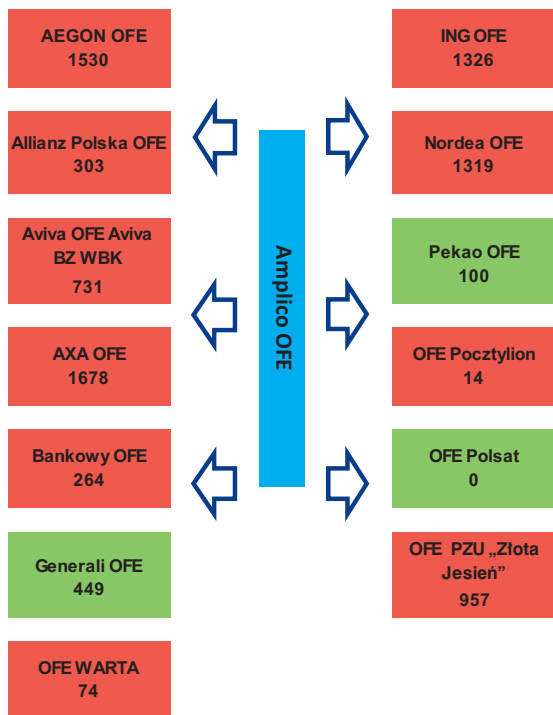 AEGON OFE
1530
Allianz Polska OFE
303
Aviva OFE Aviva
BZ WBK
731
AXA OFE
1678
Bankowy OFE
264
Generali OFE
449
OFE WARTA
74
Amplico OFE
ING OFE
1326
Nordea OFE
1319
Pekao OFE
100
OFE Pocztylion
14
OFE Polsat
0
OFE PZU „Złota
Jesień”
957